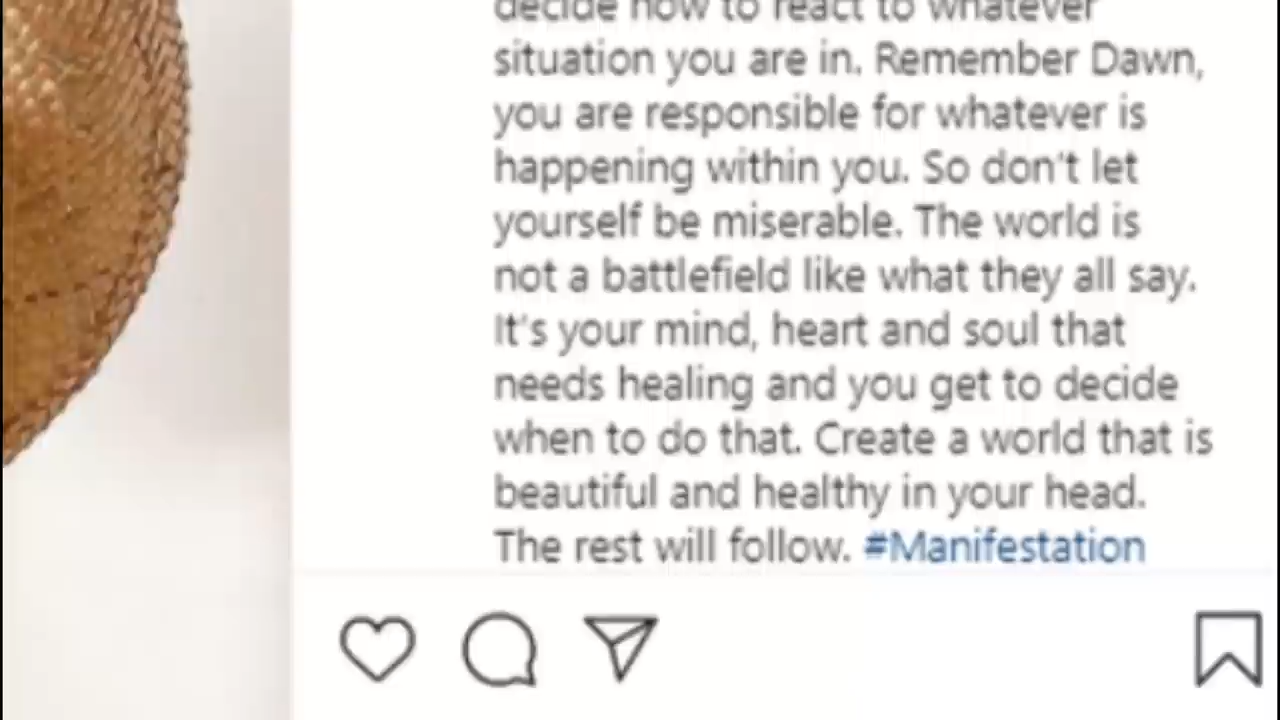 decide how to react to whatever
situation you are in. Remember Dawn,
you are responsible for whatever is
happening within you. So don't let
yourself be miserable. The world is
not a battlefield like what they all say.
It's your mind, heart and soul that
needs healing and you get to decide
when to do that. Create a world that is
beautiful and healthy in your head.
The rest will follow. #Manifestation